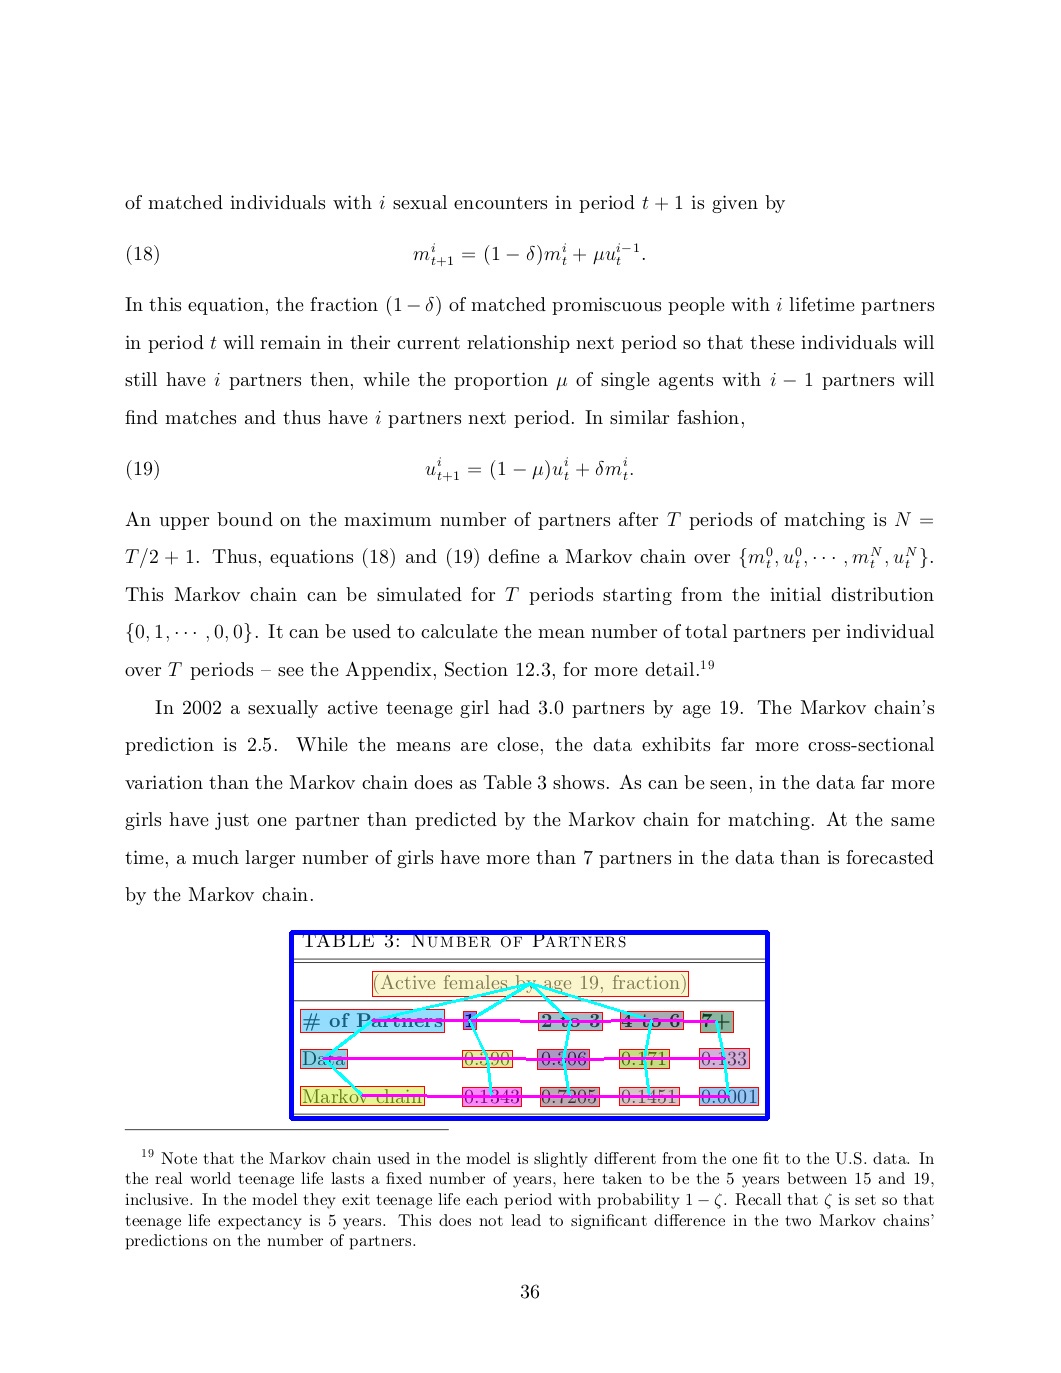 of matched individuals with i sexual encounters in period t + 1 is given by
(18) m^i_{t+1} = (1 − δ)m^i_t + μu^{i−1}_t.
In this equation, the fraction (1 − δ) of matched promiscuous people with i lifetime partners
in period t will remain in their current relationship next period so that these individuals will
still have i partners then, while the proportion μ of single agents with i − 1 partners will
find matches and thus have i partners next period. In similar fashion,
(19) u^i_{t+1} = (1 − μ)u^i_t + δm^i_t.
An upper bound on the maximum number of partners after T periods of matching is N =
T/2 + 1. Thus, equations (18) and (19) define a Markov chain over {m^0_t, u^0_t, · · · , m^N_t, u^N_t}.
This Markov chain can be simulated for T periods starting from the initial distribution
{0, 1, · · · , 0, 0}. It can be used to calculate the mean number of total partners per individual
over T periods – see the Appendix, Section 12.3, for more detail.^19
In 2002 a sexually active teenage girl had 3.0 partners by age 19. The Markov chain's
prediction is 2.5. While the means are close, the data exhibits far more cross-sectional
variation than the Markov chain does as Table 3 shows. As can be seen, in the data far more
girls have just one partner than predicted by the Markov chain for matching. At the same
time, a much larger number of girls have more than 7 partners in the data than is forecasted
by the Markov chain.
TABLE 3: NUMBER OF PARTNERS
(Active females by age 19, fraction)
# of Partners 1 2 to 3 4 to 6 7+
Data 0.390 0.306 0.171 0.133
Markov chain 0.1343 0.7205 0.1451 0.0001
19 Note that the Markov chain used in the model is slightly different from the one fit to the U.S. data. In
the real world teenage life lasts a fixed number of years, here taken to be the 5 years between 15 and 19,
inclusive. In the model they exit teenage life each period with probability 1 − ζ. Recall that ζ is set so that
teenage life expectancy is 5 years. This does not lead to significant difference in the two Markov chains'
predictions on the number of partners.
36